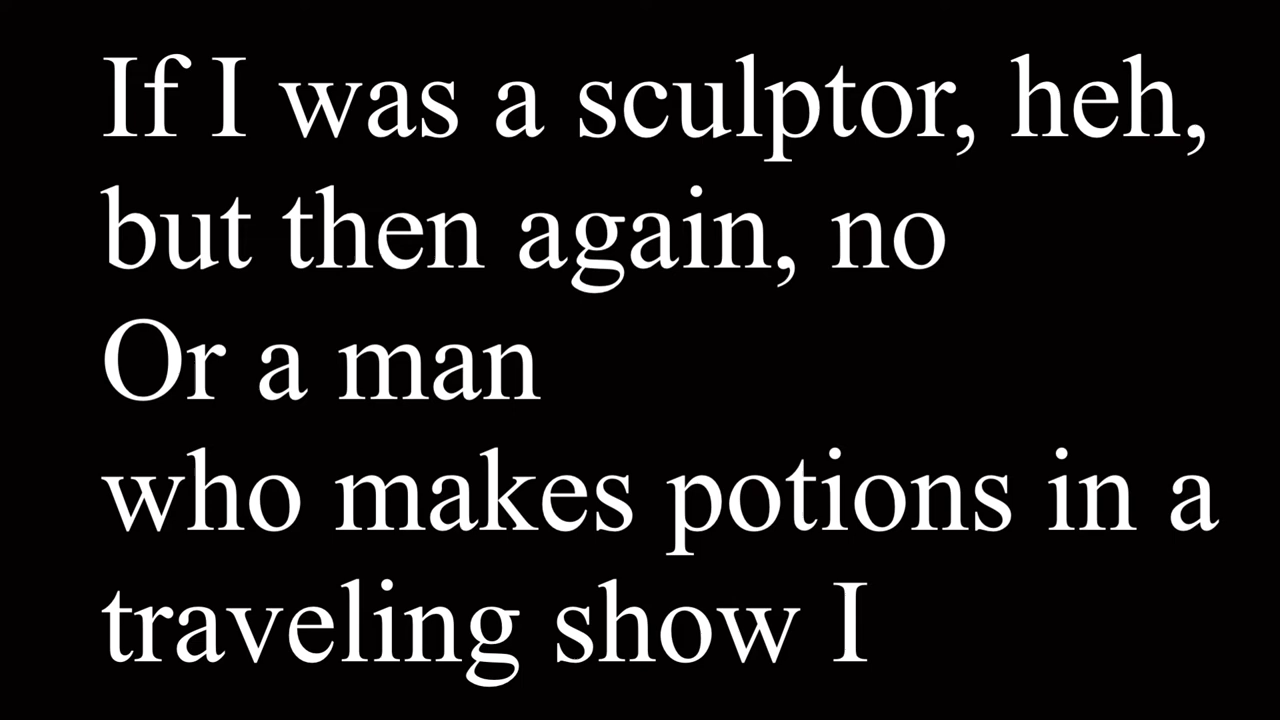 If I was a sculptor, heh,
but then again, no
Or a man
who makes potions in a
traveling show I